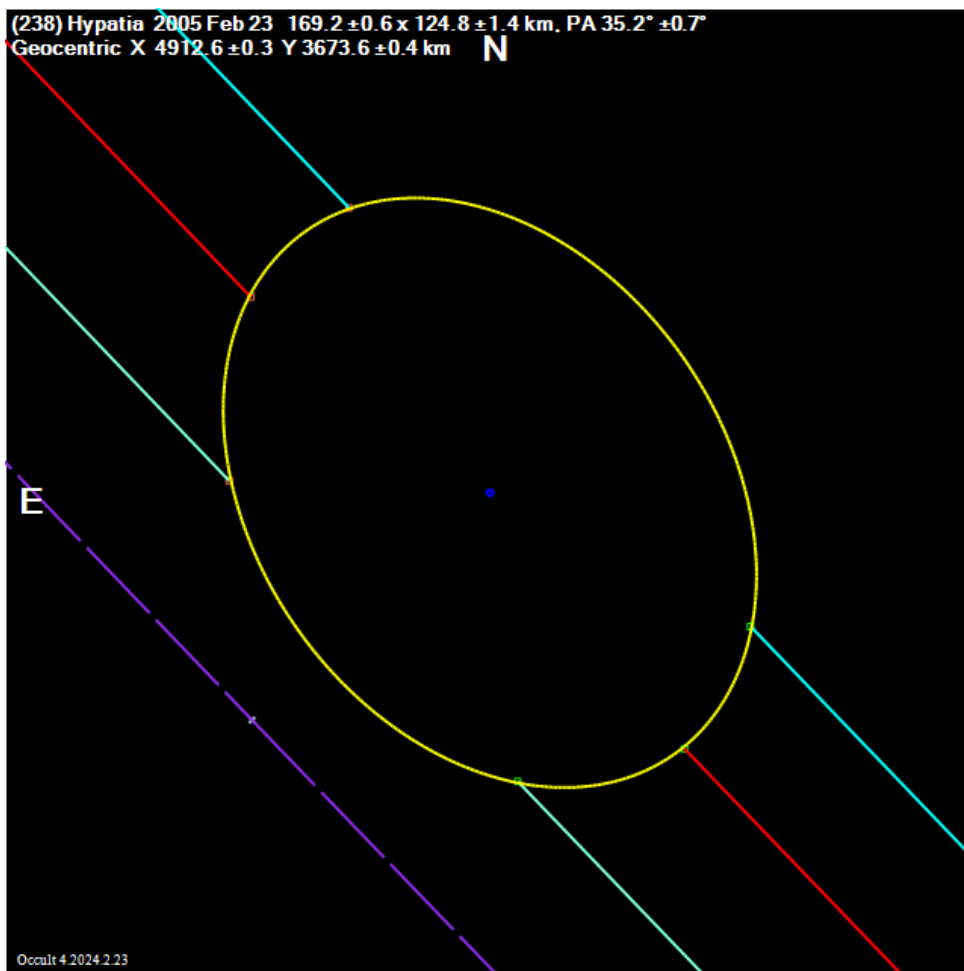 (238) Hypatia 2005 Feb 23 169.2 ±0.6 x 124.8 ±1.4 km, PA 35.2° ±0.7°
Geocentric X 4912.6 ±0.3 Y 3673.6 ±0.4 km
N
E
Occult 4.2024.2.23